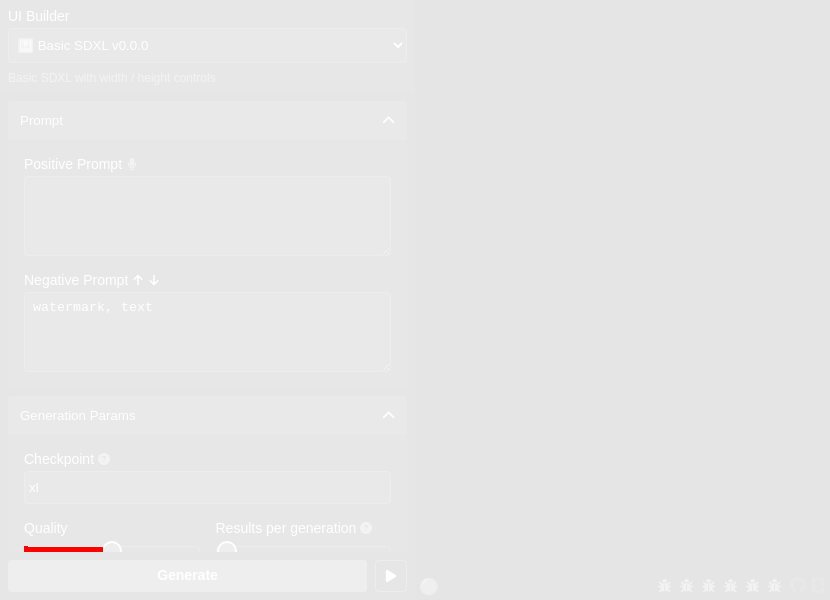 UI Builder
Basic SDXL v0.0.0
Basic SDXL with width / height controls
Prompt
Positive Prompt
Negative Prompt
watermark, text
Generation Params
Checkpoint
xl
Quality
Results per generation
Generate